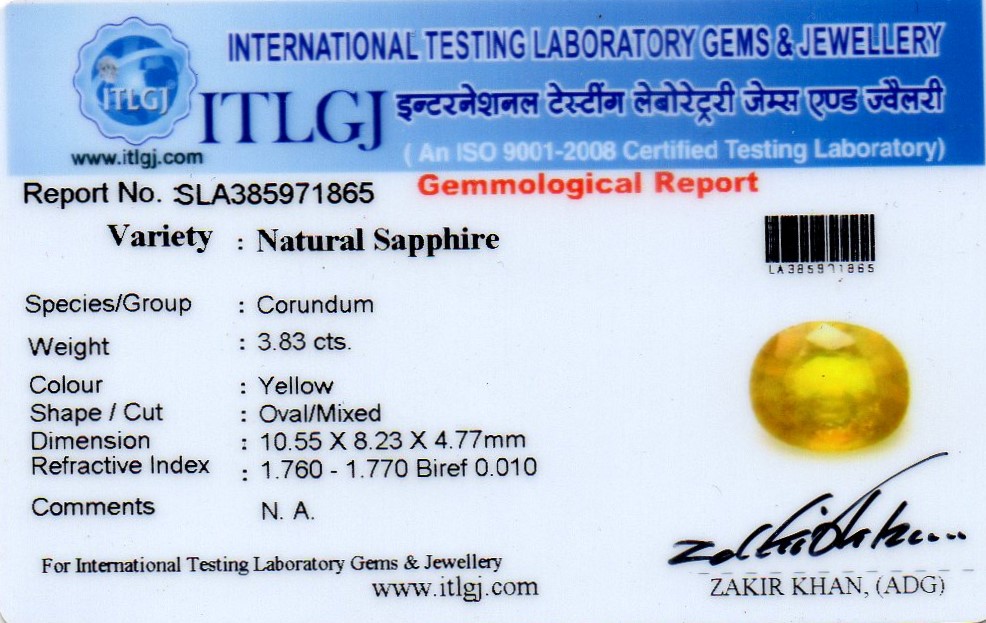 INTERNATIONAL TESTING LABORATORY GEMS & JEWELLERY
ITLGJ
ITLGJ इन्टरनेशनल टेस्टींग लेबोरेट्री जेम्स एण्ड ज्वैलरी
www.itlgj.com
( An ISO 9001-2008 Certified Testing Laboratory)
Report No. :SLA385971865
Gemmological Report
Variety : Natural Sapphire
LA385971865
Species/Group : Corundum
Weight : 3.83 cts.
Colour : Yellow
Shape / Cut : Oval/Mixed
Dimension : 10.55 X 8.23 X 4.77mm
Refractive Index : 1.760 - 1.770 Biref 0.010
Comments N. A.
For International Testing Laboratory Gems & Jewellery
www.itlgj.com
ZAKIR KHAN, (ADG)